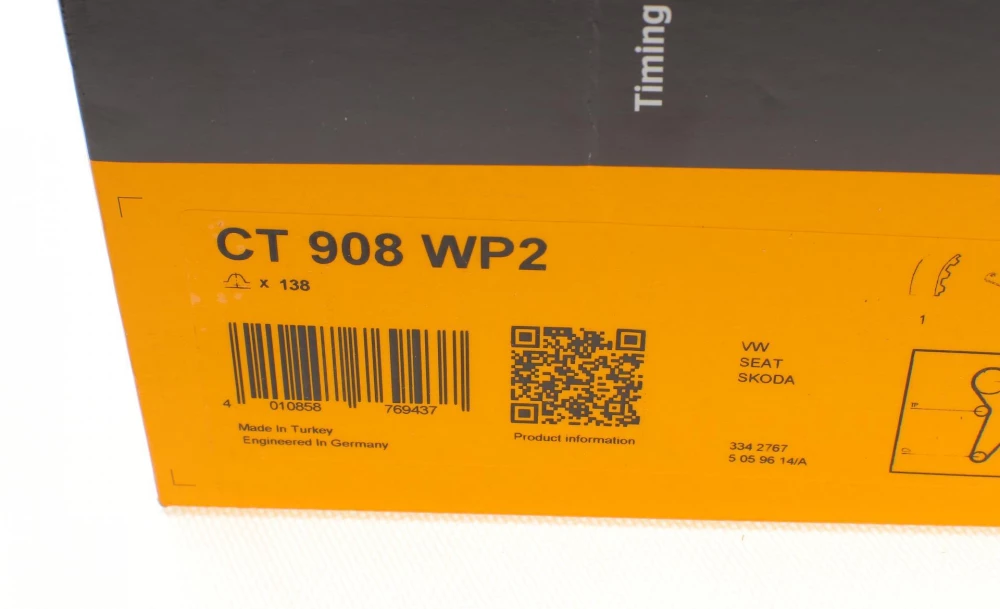 Timing
CT 908 WP2
x 138
1
4 010858 769437
Made In Turkey
Engineered In Germany
Product information
VW
SEAT
SKODA
334 2767
5 05 96 14/A